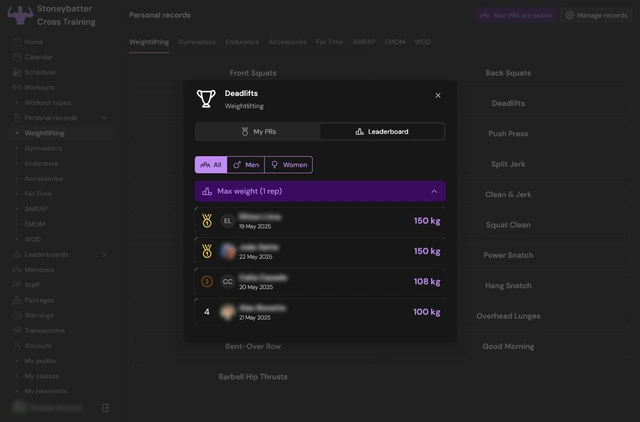 Stoneybatter
Cross Training
Home
Calendar
Scheduler
Workouts
Workout types
Personal records
Weightlifting
Gymnastics
Endurance
Accessories
For Time
AMRAP
EMOM
WOD
Leaderboards
Members
Staff
Packages
Warnings
Transactions
Account
My profile
My classes
My payments
Personal records
Your PRs are public
Manage records
Weightlifting Gymnastics Endurance Accessories For Time AMRAP EMOM WOD
Front Squats
Back Squats
Deadlifts
Push Press
Split Jerk
Clean & Jerk
Squat Clean
Power Snatch
Hang Snatch
Overhead Lunges
Bent-Over Row
Good Morning
Barbell Hip Thrusts
Deadlifts
Weightlifting
My PRs
Leaderboard
All Men Women
Max weight (1 rep)
1 EL
19 May 2025
150 kg
1
22 May 2025
150 kg
3 CC
20 May 2025
108 kg
4
21 May 2025
100 kg